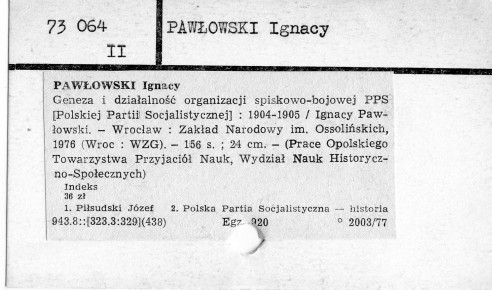 73 064
II
PAWŁOWSKI Ignacy
PAWŁOWSKI Ignacy
Geneza i działalność organizacji spiskowo-bojowej PPS
[Polskiej Partii Socjalistycznej] : 1904-1905 / Ignacy Paw-
łowski. – Wrocław : Zakład Narodowy im. Ossolińskich,
1976 (Wroc : WZG). – 156 s. ; 24 cm. – (Prace Opolskiego
Towarzystwa Przyjaciół Nauk, Wydział Nauk Historycz-
no-Społecznych)
Indeks
36 zł
1. Piłsudski Józef 2. Polska Partia Socjalistyczna — historia
943.8::[323.3:329](438) Egz. 920 ° 2003/77